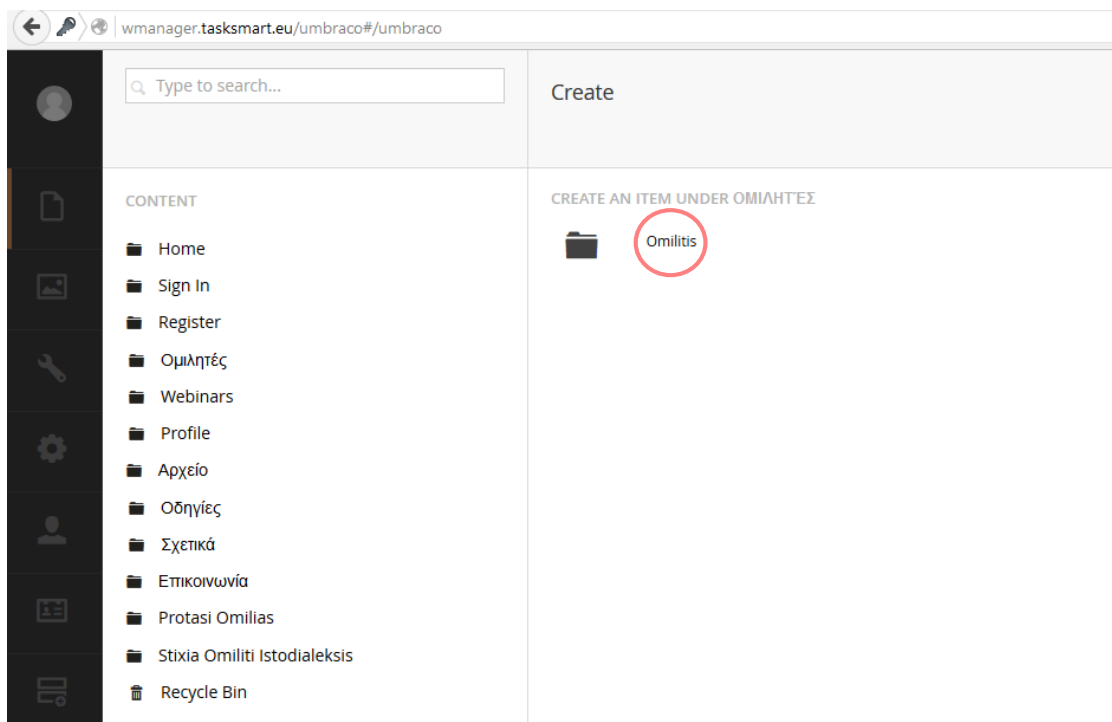 wmanager.tasksmart.eu/umbraco#/umbraco
Type to search...
Create
CONTENT
Home
Sign In
Register
Ομιλητές
Webinars
Profile
Αρχείο
Οδηγίες
Σχετικά
Επικοινωνία
Protasi Omilias
Stixia Omiliti Istodialeksis
Recycle Bin
CREATE AN ITEM UNDER ΟΜΙΛΗΤΈΣ
Omilitis